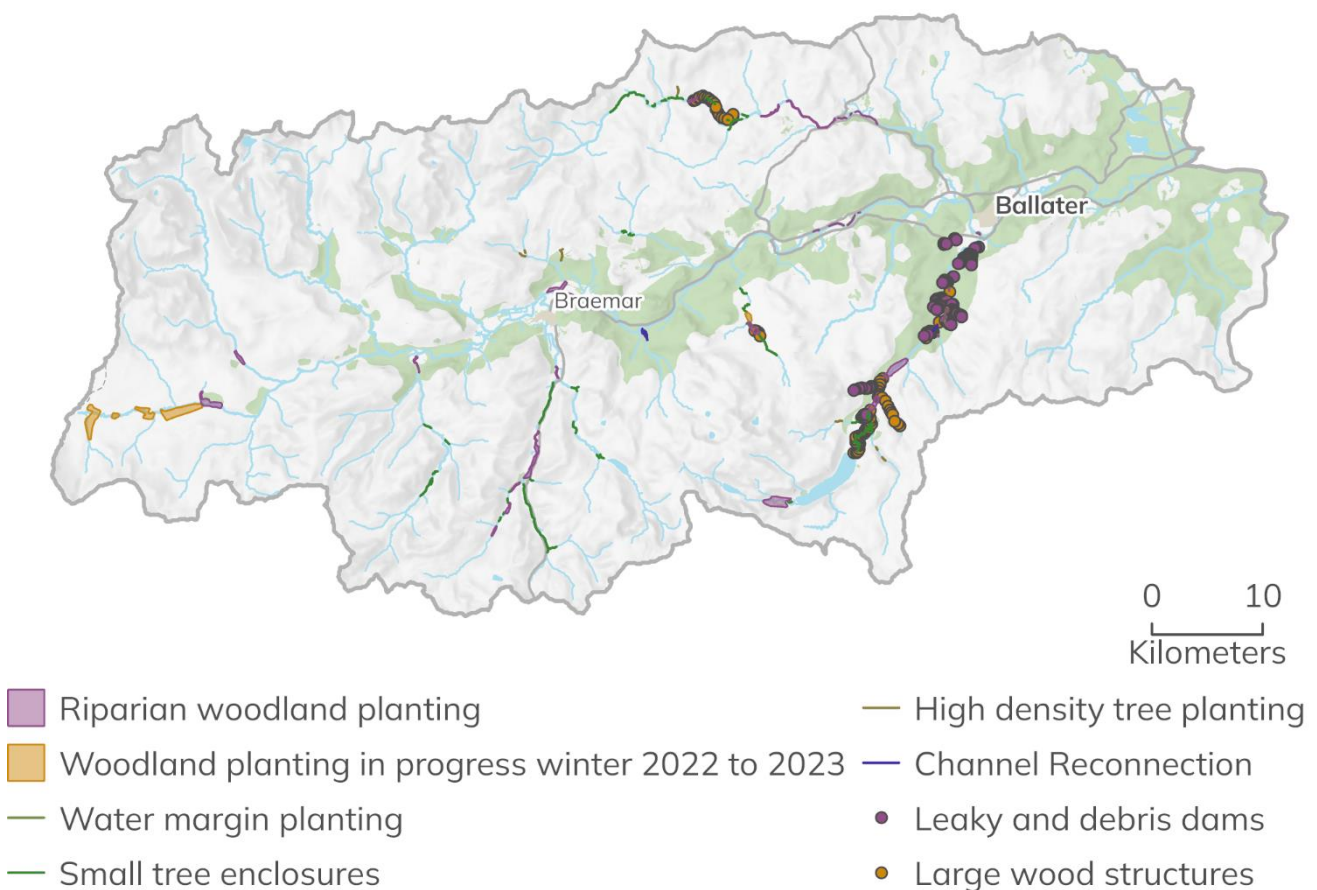 Ballater
Braemar
0 10
Kilometers
Riparian woodland planting
Woodland planting in progress winter 2022 to 2023
Water margin planting
Small tree enclosures
High density tree planting
Channel Reconnection
Leaky and debris dams
Large wood structures